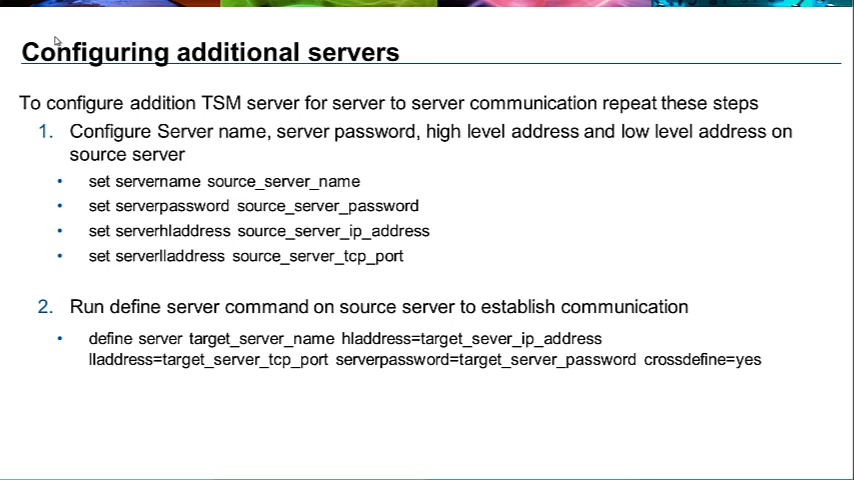 Configuring additional servers
To configure addition TSM server for server to server communication repeat these steps
1. Configure Server name, server password, high level address and low level address on
source server
• set servername source_server_name
• set serverpassword source_server_password
• set serverhladdress source_server_ip_address
• set serverlladdress source_server_tcp_port
2. Run define server command on source server to establish communication
• define server target_server_name hladdress=target_sever_ip_address
lladdress=target_server_tcp_port serverpassword=target_server_password crossdefine=yes